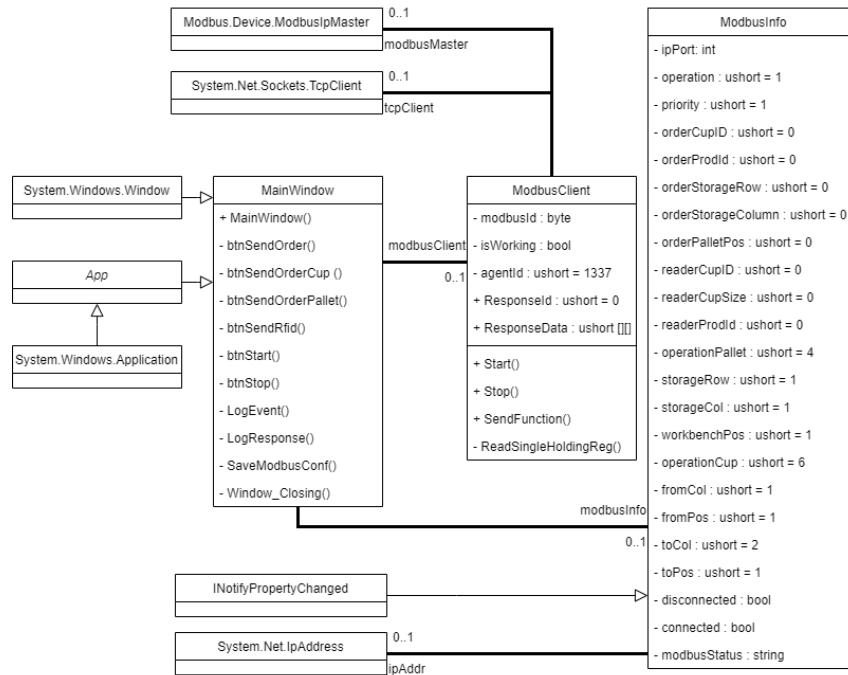 Modbus.Device.ModbusIpMaster
0..1
modbusMaster
System.Net.Sockets.TcpClient
0..1
tcpClient
System.Windows.Window
App
System.Windows.Application
MainWindow
+ MainWindow()
- btnSendOrder()
- btnSendOrderCup ()
- btnSendOrderPallet()
- btnSendRfid()
- btnStart()
- btnStop()
- LogEvent()
- LogResponse()
- SaveModbusConf()
- Window_Closing()
modbusClient
0..1
ModbusClient
- modbusId : byte
- isWorking : bool
- agentId : ushort = 1337
+ ResponseId : ushort = 0
+ ResponseData : ushort [][]
+ Start()
+ Stop()
+ SendFunction()
- ReadSingleHoldingReg()
modbusInfo
0..1
INotifyPropertyChanged
System.Net.IpAddress
0..1
ipAddr
ModbusInfo
- ipPort: int
- operation : ushort = 1
- priority : ushort = 1
- orderCupID : ushort = 0
- orderProdId : ushort = 0
- orderStorageRow : ushort = 0
- orderStorageColumn : ushort = 0
- orderPalletPos : ushort = 0
- readerCupID : ushort = 0
- readerCupSize : ushort = 0
- readerProdId : ushort = 0
- operationPallet : ushort = 4
- storageRow : ushort = 1
- storageCol : ushort = 1
- workbenchPos : ushort = 1
- operationCup : ushort = 6
- fromCol : ushort = 1
- fromPos : ushort = 1
- toCol : ushort = 2
- toPos : ushort = 1
- disconnected : bool
- connected : bool
- modbusStatus : string